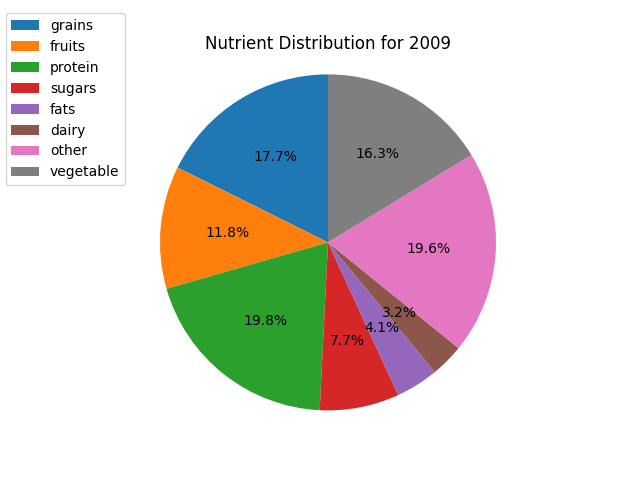 Nutrient Distribution for 2009
grains
fruits
protein
sugars
fats
dairy
other
vegetable
17.7%
16.3%
11.8%
19.6%
19.8%
3.2%
4.1%
7.7%